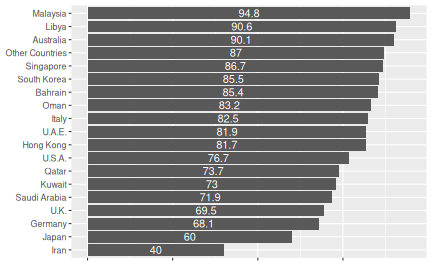 Malaysia 94.8
Libya 90.6
Australia 90.1
Other Countries 87
Singapore 86.7
South Korea 85.5
Bahrain 85.4
Oman 83.2
Italy 82.5
U.A.E. 81.9
Hong Kong 81.7
U.S.A. 76.7
Qatar 73.7
Kuwait 73
Saudi Arabia 71.9
U.K. 69.5
Germany 68.1
Japan 60
Iran 40